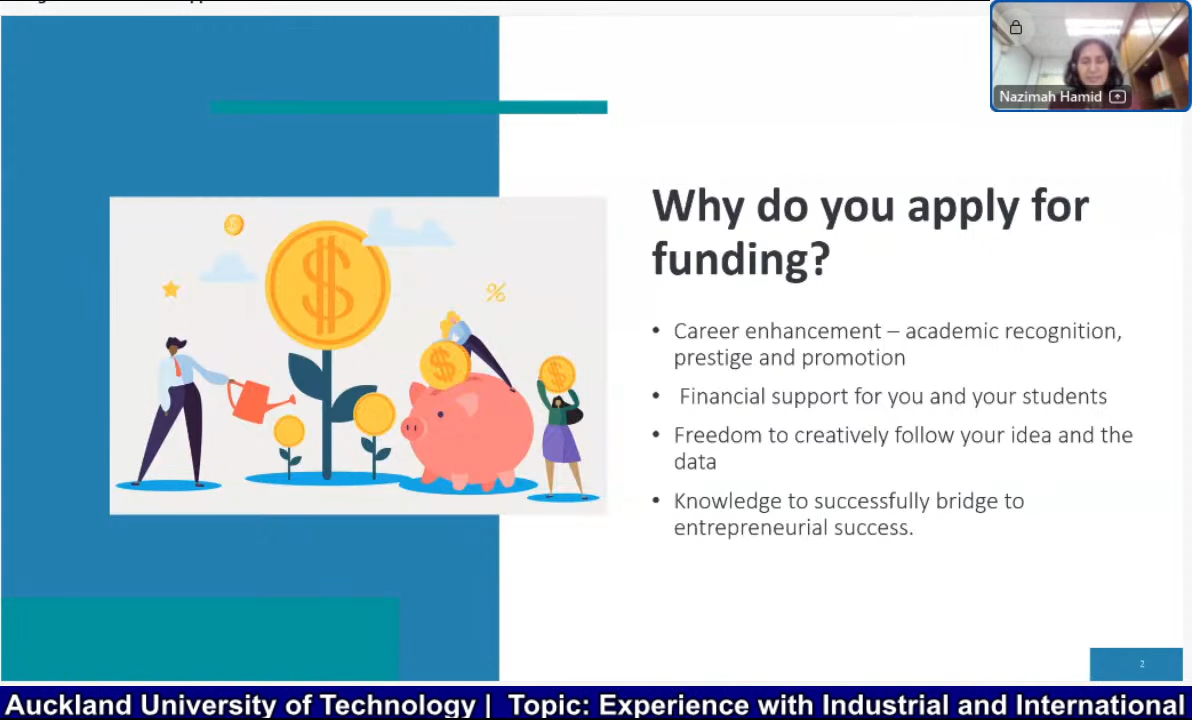 Nazimah Hamid
Why do you apply for
funding?
• Career enhancement – academic recognition,
prestige and promotion
• Financial support for you and your students
• Freedom to creatively follow your idea and the
data
• Knowledge to successfully bridge to
entrepreneurial success.
$
$
%
$
$
2
Auckland University of Technology | Topic: Experience with Industrial and International